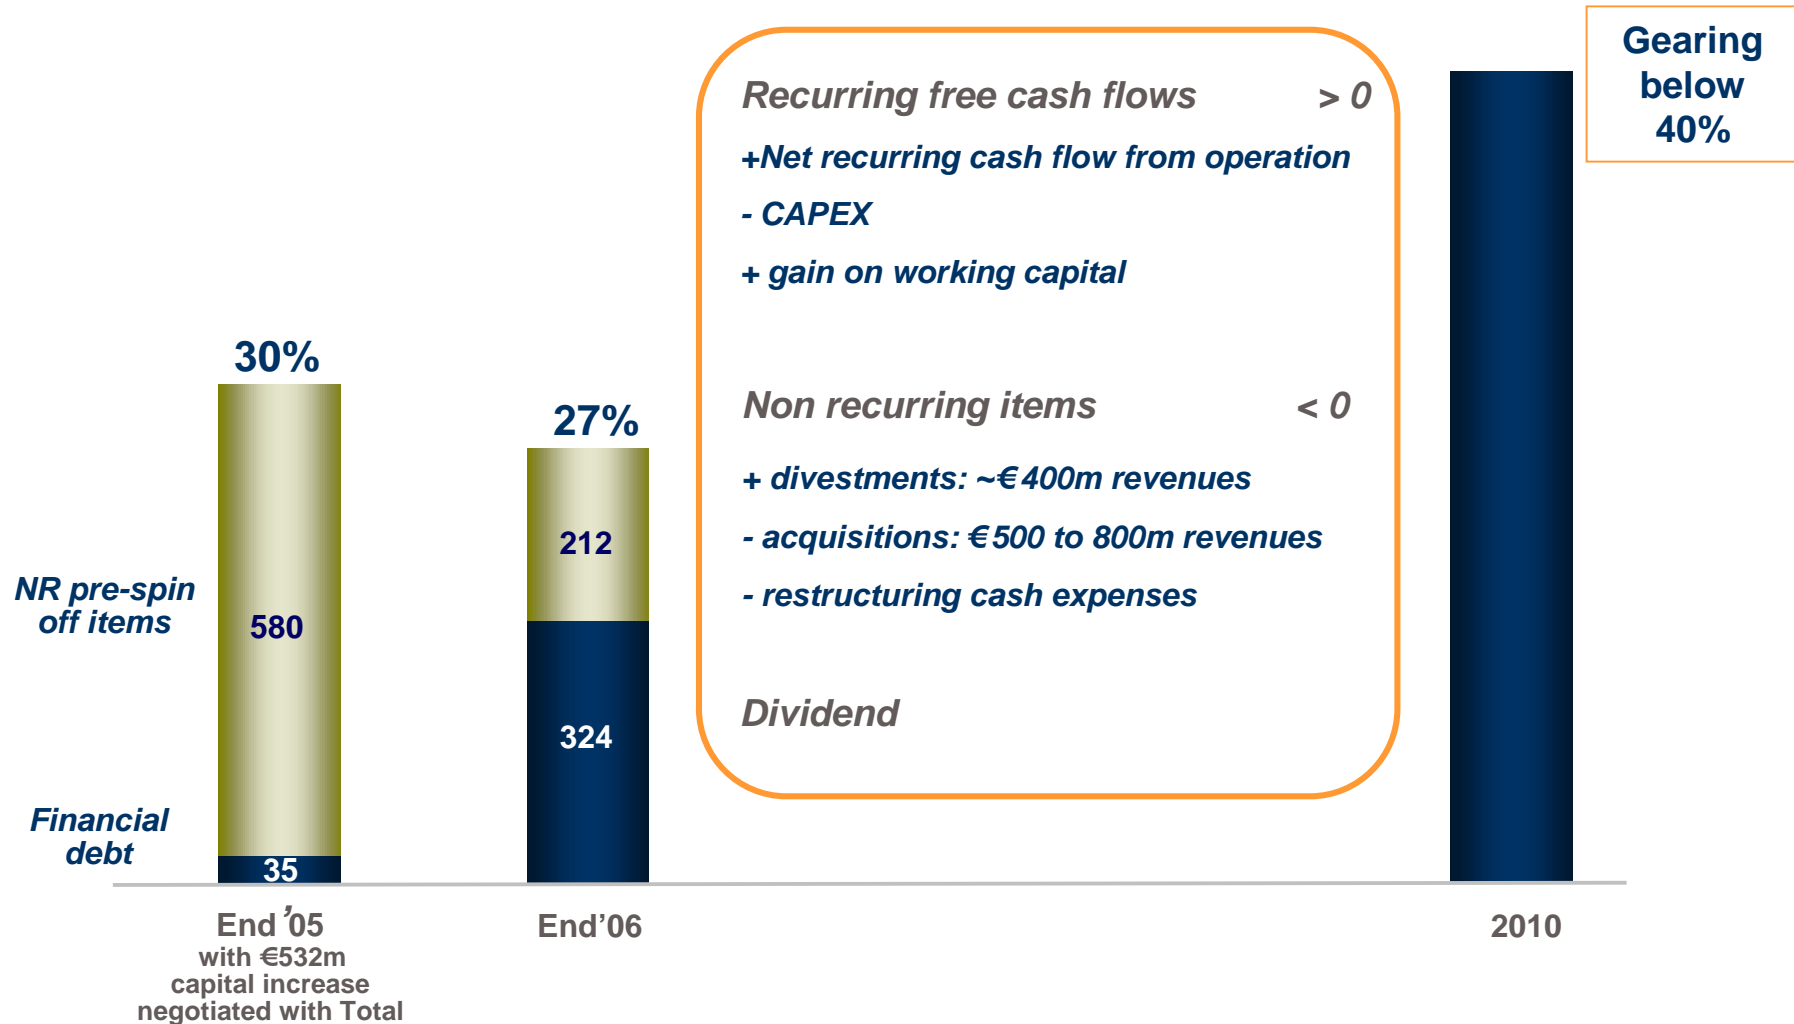 Gearing
below
40%
Recurring free cash flows > 0
+Net recurring cash flow from operation
- CAPEX
+ gain on working capital
Non recurring items < 0
+ divestments: ~€400m revenues
- acquisitions: €500 to 800m revenues
- restructuring cash expenses
Dividend
30%
27%
NR pre-spin
off items
580
212
Financial
debt
35
324
End '05
with €532m
capital increase
negotiated with Total
End'06
2010